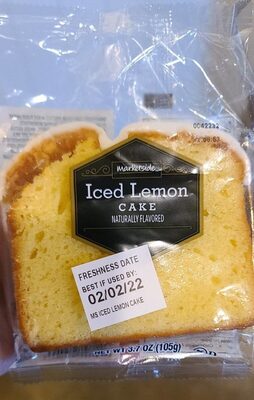 0042232
marketside
Iced Lemon
CAKE
NATURALLY FLAVORED
FRESHNESS DATE
BEST IF USED BY:
02/02/22
MS ICED LEMON CAKE
NET WT 3.7 OZ (105g)